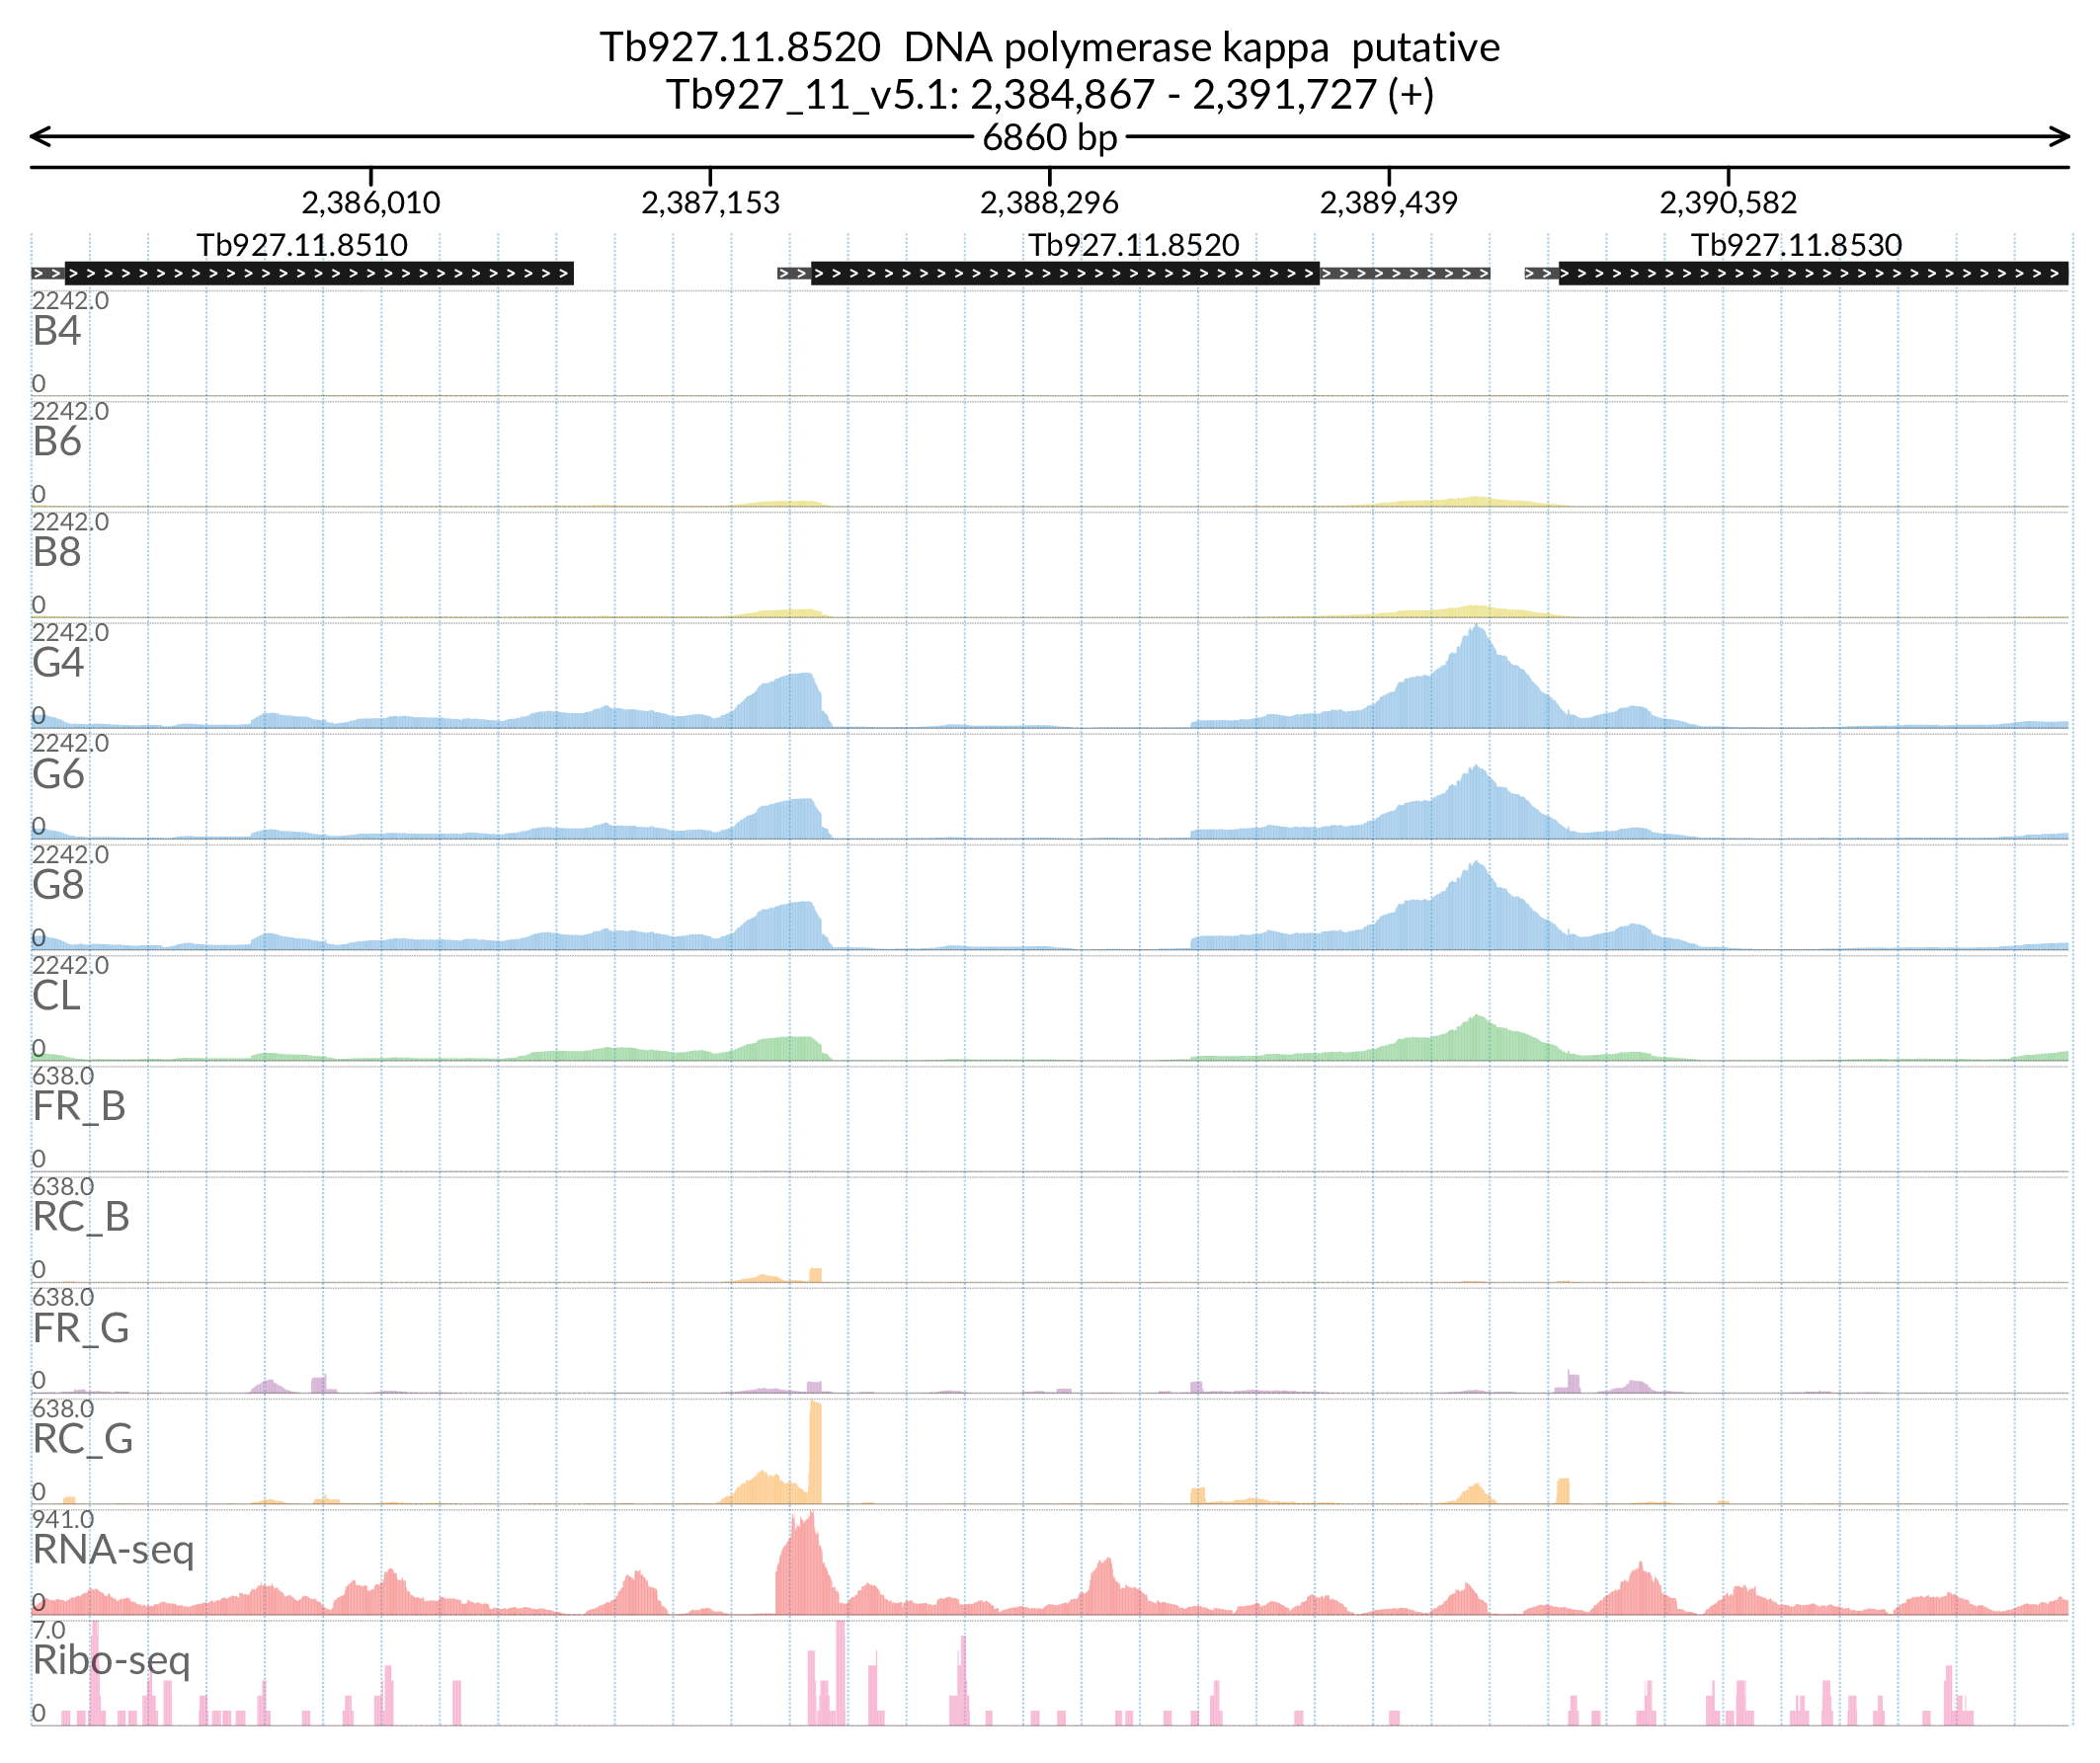 Tb927.11.8520 DNA polymerase kappa putative
Tb927_11_v5.1: 2,384,867 - 2,391,727 (+)
6860 bp
2,386,010 2,387,153 2,388,296 2,389,439 2,390,582
Tb927.11.8510 Tb927.11.8520 Tb927.11.8530
2242.0
B4
0
2242.0
B6
0
2242.0
B8
0
2242.0
G4
0
2242.0
G6
0
2242.0
G8
0
2242.0
CL
0
638.0
FR_B
0
638.0
RC_B
0
638.0
FR_G
0
638.0
RC_G
0
941.0
RNA-seq
0
7.0
Ribo-seq
0